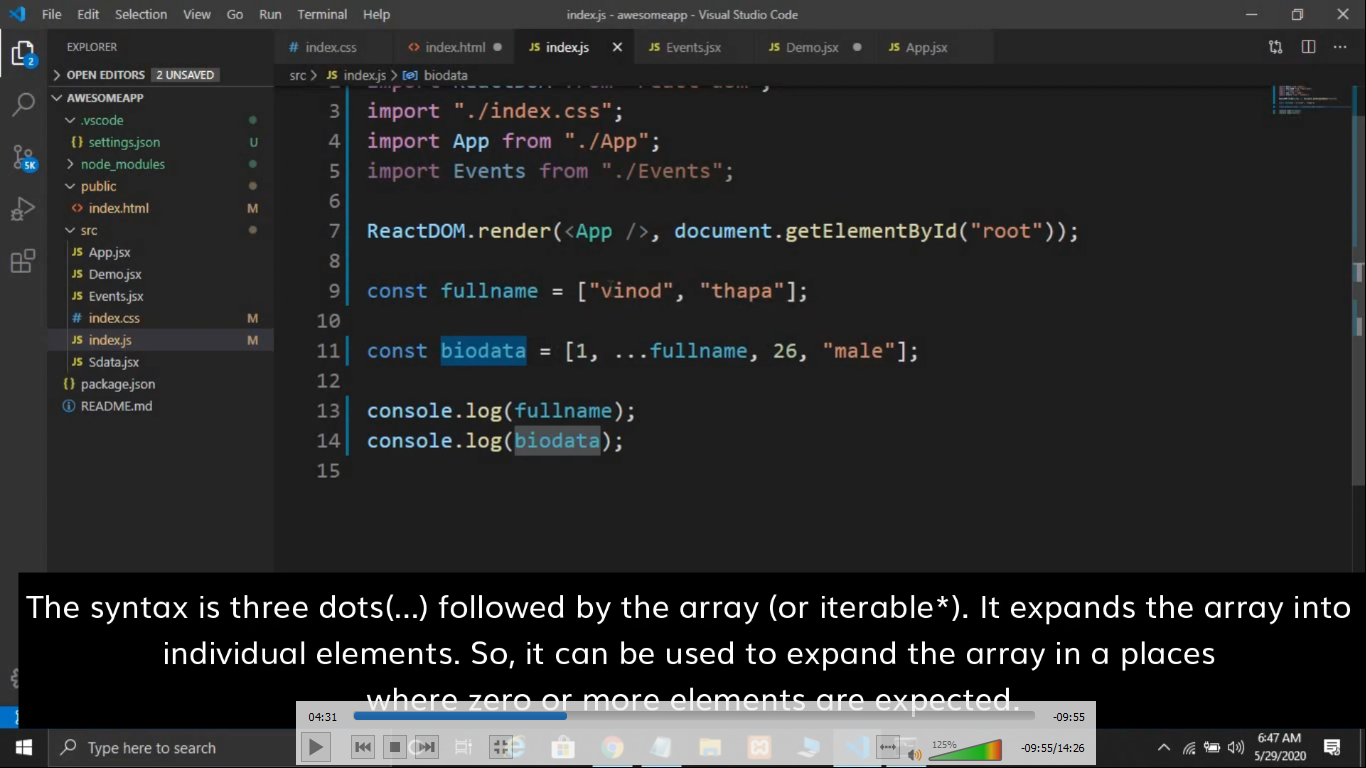 File Edit Selection View Go Run Terminal Help index.js - awesomeapp - Visual Studio Code
EXPLORER
# index.css <> index.html JS index.js JS Events.jsx JS Demo.jsx JS App.jsx
OPEN EDITORS 2 UNSAVED
src > JS index.js > biodata
AWESOMEAPP
.vscode
{} settings.json U
node_modules
public
<> index.html M
src
JS App.jsx
JS Demo.jsx
JS Events.jsx
# index.css M
JS index.js M
JS Sdata.jsx
{} package.json
README.md
2
5K
3 import "./index.css";
4 import App from "./App";
5 import Events from "./Events";
6
7 ReactDOM.render(<App />, document.getElementById("root"));
8
9 const fullname = ["vinod", "thapa"];
10
11 const biodata = [1, ...fullname, 26, "male"];
12
13 console.log(fullname);
14 console.log(biodata);
15
The syntax is three dots(...) followed by the array (or iterable*). It expands the array into
individual elements. So, it can be used to expand the array in a places
where zero or more elements are expected.
04:31 -09:55
125% -09:55/14:26
Type here to search
6:47 AM
5/29/2020